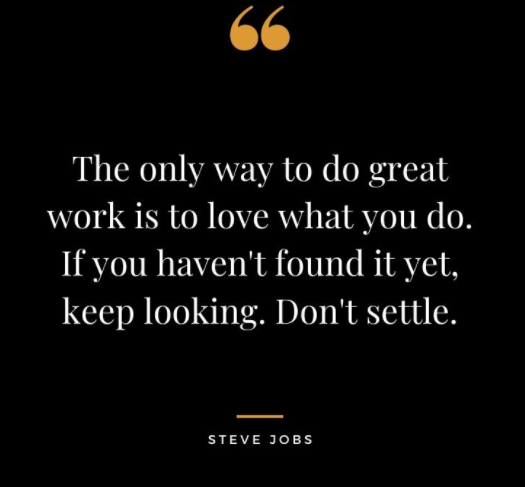 “
The only way to do great
work is to love what you do.
If you haven't found it yet,
keep looking. Don't settle.
STEVE JOBS